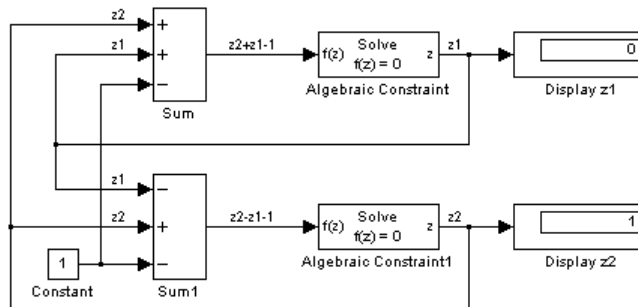 z2
+
z1
+
−
Sum
z2+z1-1
f(z)
Solve
f(z) = 0
z
Algebraic Constraint
z1
0
Display z1
z1
−
z2
+
−
Sum1
1
Constant
z2-z1-1
f(z)
Solve
f(z) = 0
z
Algebraic Constraint1
z2
1
Display z2